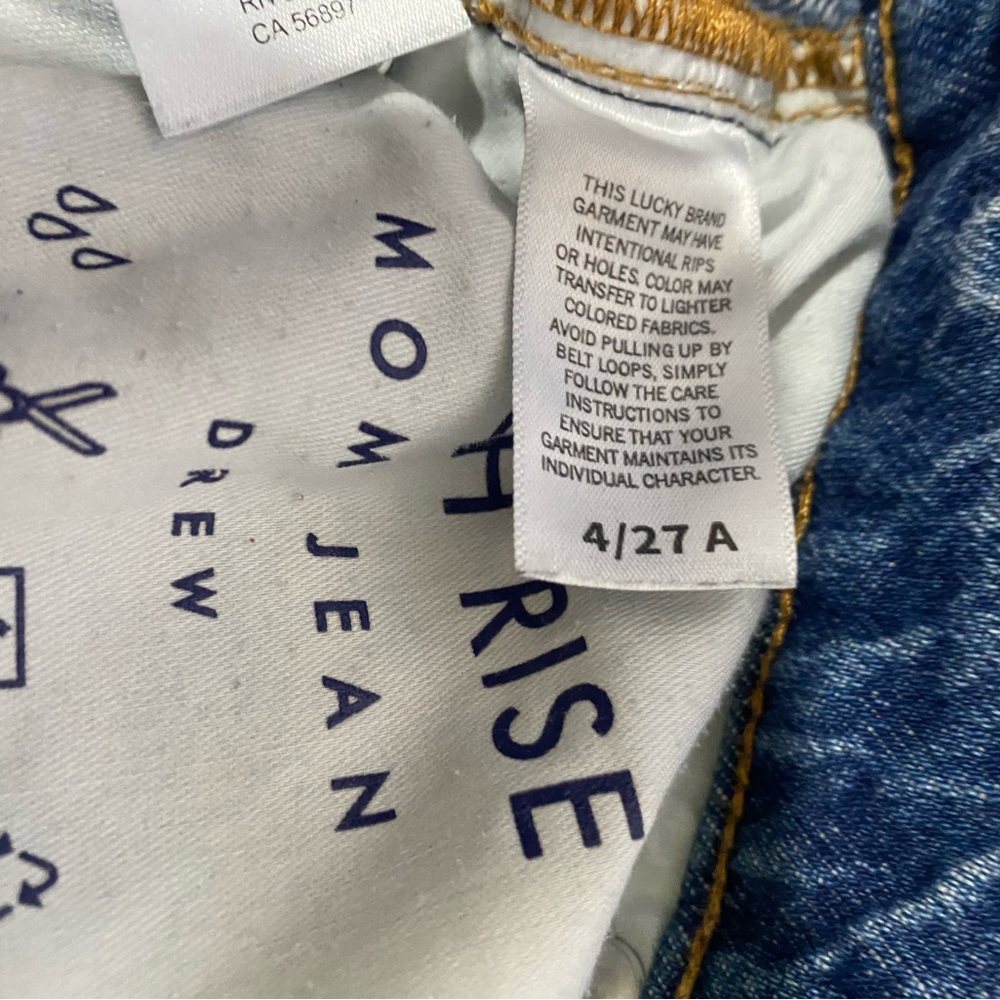 CA 56897
THIS LUCKY BRAND
GARMENT MAY HAVE
INTENTIONAL RIPS
OR HOLES. COLOR MAY
TRANSFER TO LIGHTER
COLORED FABRICS.
AVOID PULLING UP BY
BELT LOOPS, SIMPLY
FOLLOW THE CARE
INSTRUCTIONS TO
ENSURE THAT YOUR
GARMENT MAINTAINS ITS
INDIVIDUAL CHARACTER.
4/27 A
RISE
MOM JEAN
DREW